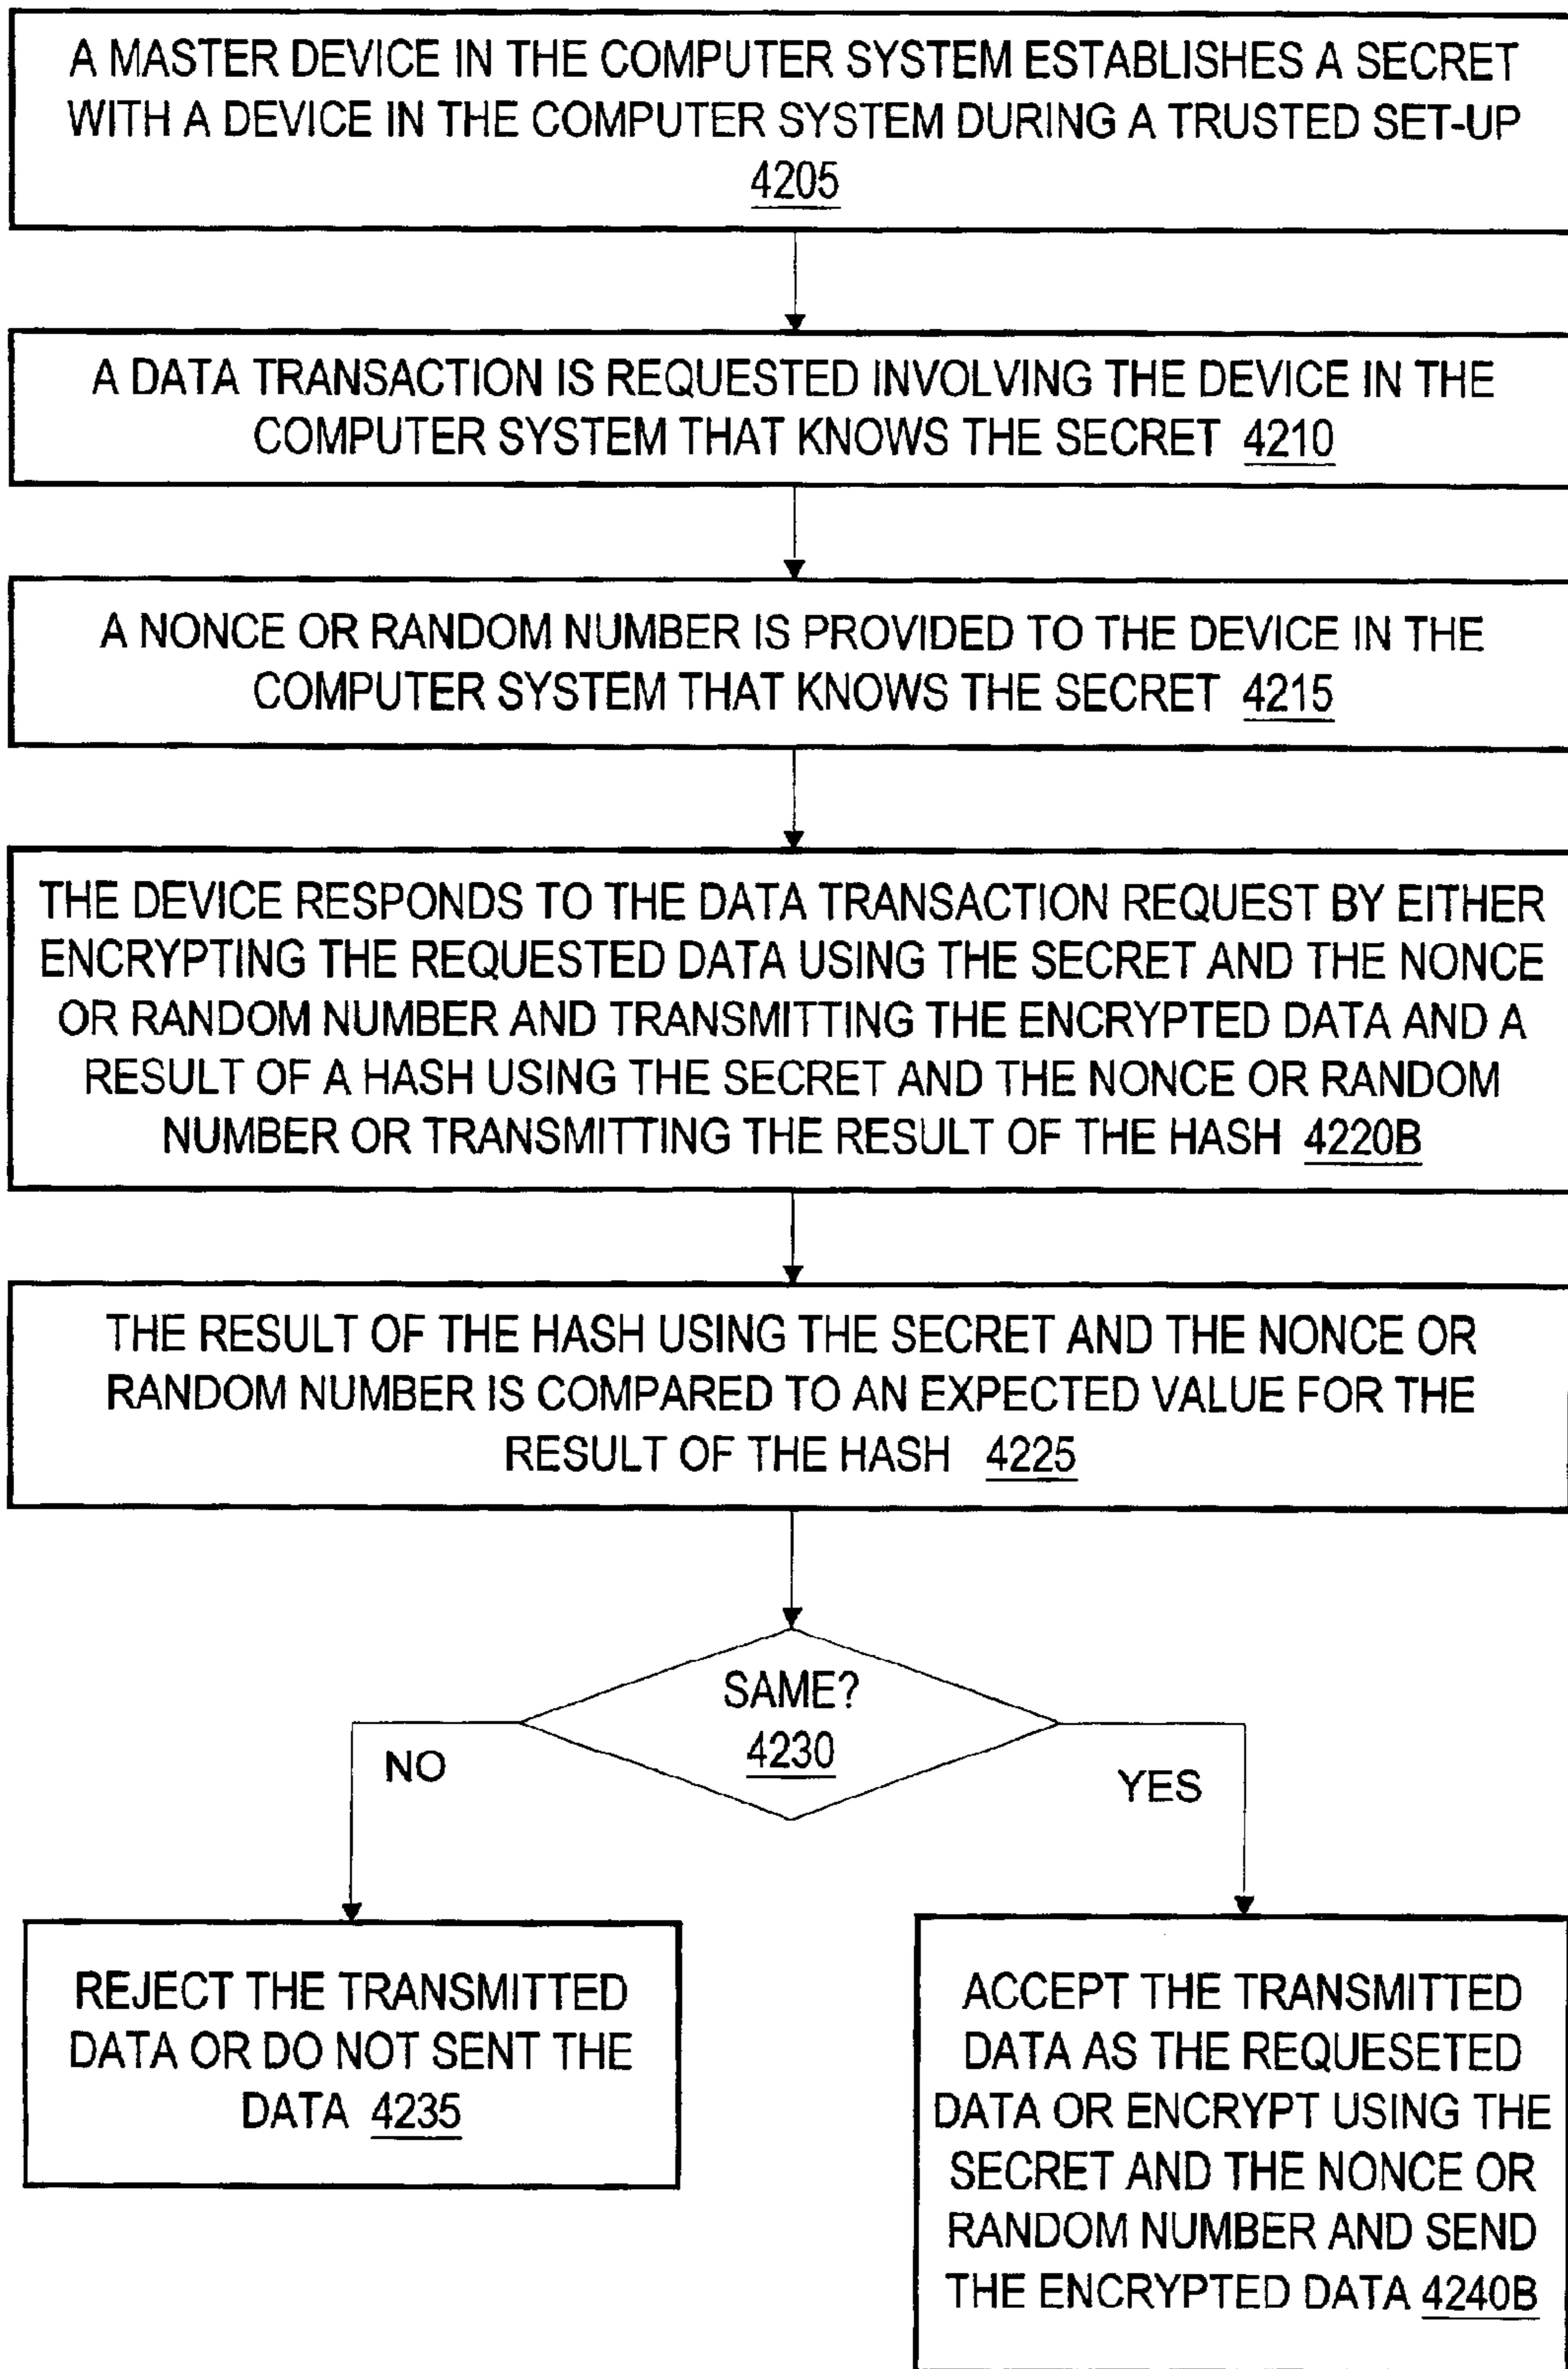 A MASTER DEVICE IN THE COMPUTER SYSTEM ESTABLISHES A SECRET
WITH A DEVICE IN THE COMPUTER SYSTEM DURING A TRUSTED SET-UP
4205
A DATA TRANSACTION IS REQUESTED INVOLVING THE DEVICE IN THE
COMPUTER SYSTEM THAT KNOWS THE SECRET 4210
A NONCE OR RANDOM NUMBER IS PROVIDED TO THE DEVICE IN THE
COMPUTER SYSTEM THAT KNOWS THE SECRET 4215
THE DEVICE RESPONDS TO THE DATA TRANSACTION REQUEST BY EITHER
ENCRYPTING THE REQUESTED DATA USING THE SECRET AND THE NONCE
OR RANDOM NUMBER AND TRANSMITTING THE ENCRYPTED DATA AND A
RESULT OF A HASH USING THE SECRET AND THE NONCE OR RANDOM
NUMBER OR TRANSMITTING THE RESULT OF THE HASH 4220B
THE RESULT OF THE HASH USING THE SECRET AND THE NONCE OR
RANDOM NUMBER IS COMPARED TO AN EXPECTED VALUE FOR THE
RESULT OF THE HASH 4225
SAME?
4230
NO
YES
REJECT THE TRANSMITTED
DATA OR DO NOT SENT THE
DATA 4235
ACCEPT THE TRANSMITTED
DATA AS THE REQUESETED
DATA OR ENCRYPT USING THE
SECRET AND THE NONCE OR
RANDOM NUMBER AND SEND
THE ENCRYPTED DATA 4240B